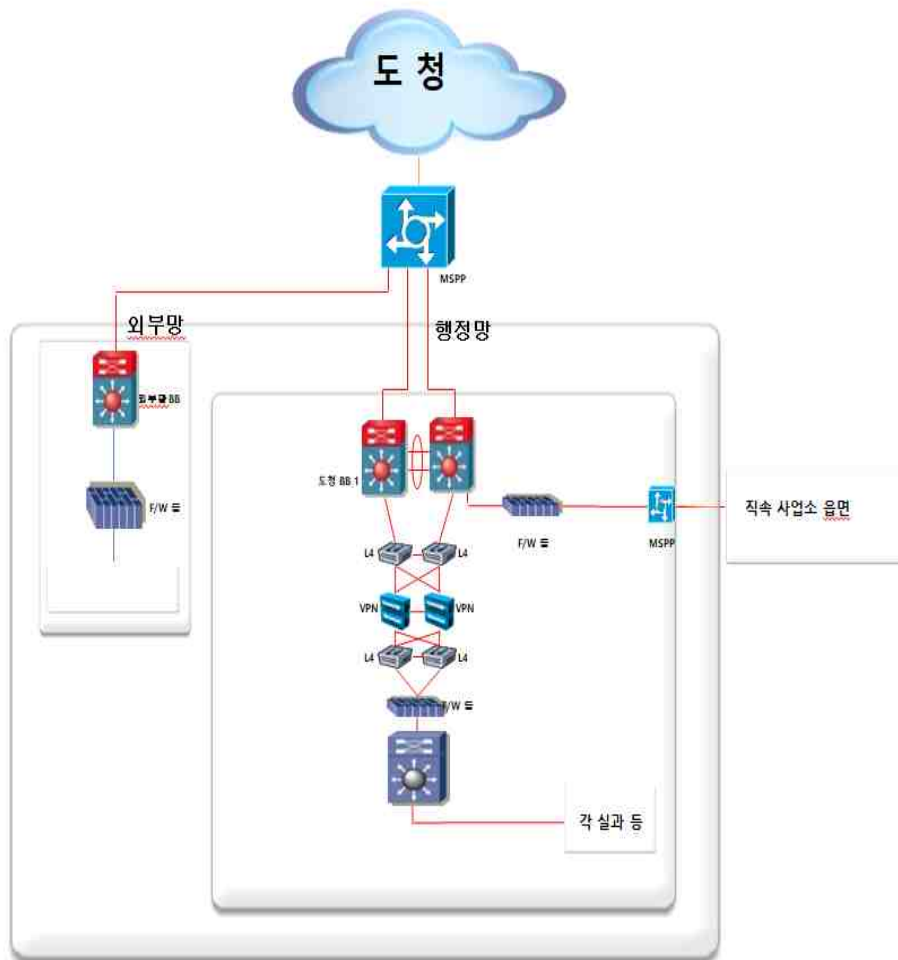 도 청
MSPP
외부망
행정망
외부망 BB
도청 BB 1
F/W 등
F/W 등
MSPP
직속 사업소 읍면
L4
L4
VPN
VPN
L4
L4
F/W 등
각 실과 등